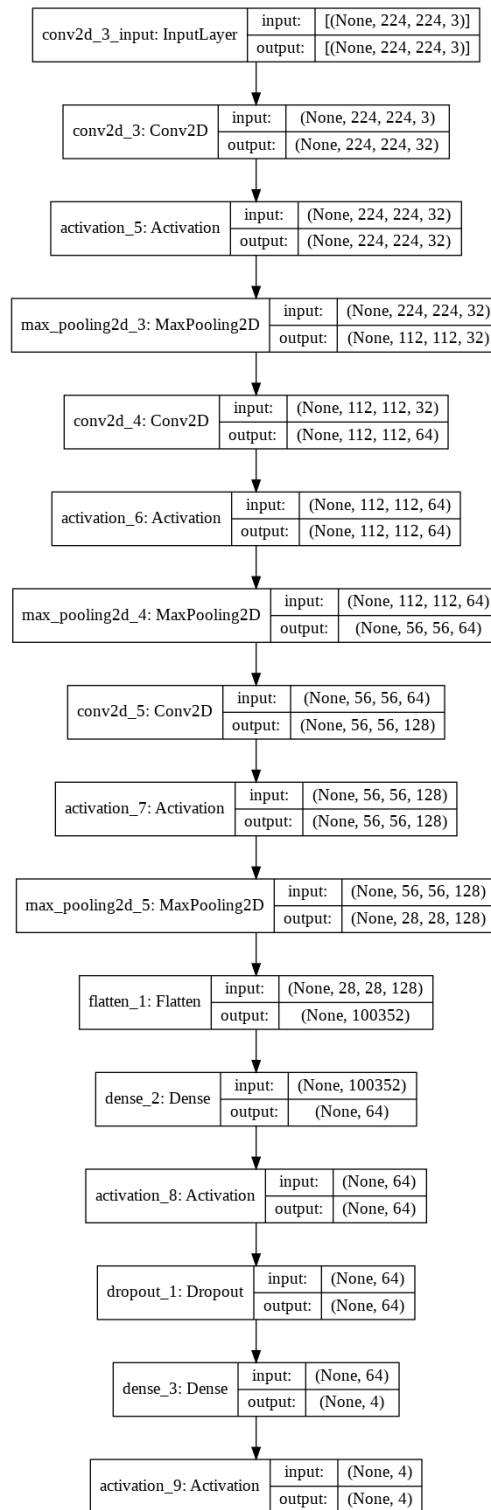 conv2d_3_input: InputLayer
input: [(None, 224, 224, 3)]
output: [(None, 224, 224, 3)]
conv2d_3: Conv2D
input: (None, 224, 224, 3)
output: (None, 224, 224, 32)
activation_5: Activation
input: (None, 224, 224, 32)
output: (None, 224, 224, 32)
max_pooling2d_3: MaxPooling2D
input: (None, 224, 224, 32)
output: (None, 112, 112, 32)
conv2d_4: Conv2D
input: (None, 112, 112, 32)
output: (None, 112, 112, 64)
activation_6: Activation
input: (None, 112, 112, 64)
output: (None, 112, 112, 64)
max_pooling2d_4: MaxPooling2D
input: (None, 112, 112, 64)
output: (None, 56, 56, 64)
conv2d_5: Conv2D
input: (None, 56, 56, 64)
output: (None, 56, 56, 128)
activation_7: Activation
input: (None, 56, 56, 128)
output: (None, 56, 56, 128)
max_pooling2d_5: MaxPooling2D
input: (None, 56, 56, 128)
output: (None, 28, 28, 128)
flatten_1: Flatten
input: (None, 28, 28, 128)
output: (None, 100352)
dense_2: Dense
input: (None, 100352)
output: (None, 64)
activation_8: Activation
input: (None, 64)
output: (None, 64)
dropout_1: Dropout
input: (None, 64)
output: (None, 64)
dense_3: Dense
input: (None, 64)
output: (None, 4)
activation_9: Activation
input: (None, 4)
output: (None, 4)